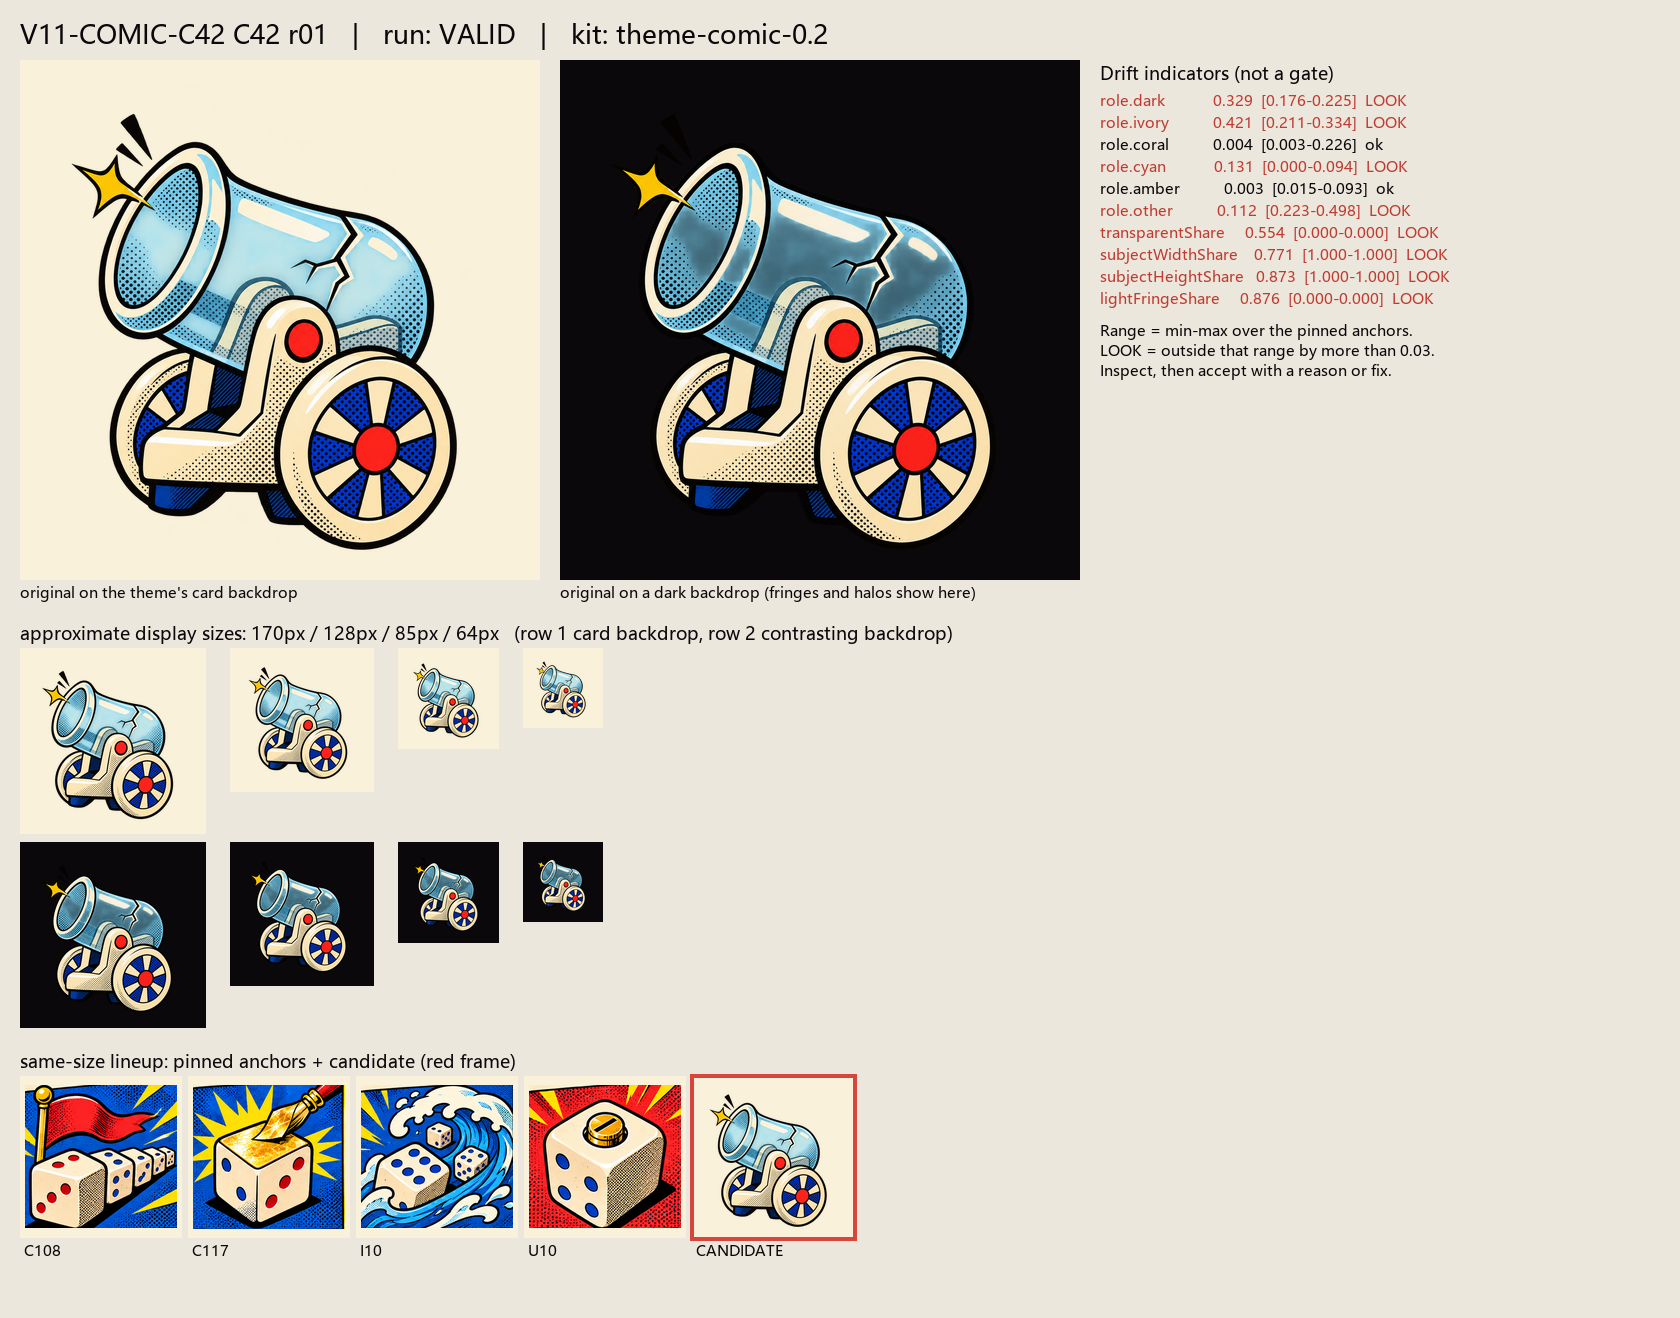 V11-COMIC-C42 C42 r01 | run: VALID | kit: theme-comic-0.2
Drift indicators (not a gate)
role.dark 0.329 [0.176-0.225] LOOK
role.ivory 0.421 [0.211-0.334] LOOK
role.coral 0.004 [0.003-0.226] ok
role.cyan 0.131 [0.000-0.094] LOOK
role.amber 0.003 [0.015-0.093] ok
role.other 0.112 [0.223-0.498] LOOK
transparentShare 0.554 [0.000-0.000] LOOK
subjectWidthShare 0.771 [1.000-1.000] LOOK
subjectHeightShare 0.873 [1.000-1.000] LOOK
lightFringeShare 0.876 [0.000-0.000] LOOK
Range = min-max over the pinned anchors.
LOOK = outside that range by more than 0.03.
Inspect, then accept with a reason or fix.
original on the theme's card backdrop
original on a dark backdrop (fringes and halos show here)
approximate display sizes: 170px / 128px / 85px / 64px (row 1 card backdrop, row 2 contrasting backdrop)
same-size lineup: pinned anchors + candidate (red frame)
C108
C117
I10
U10
CANDIDATE